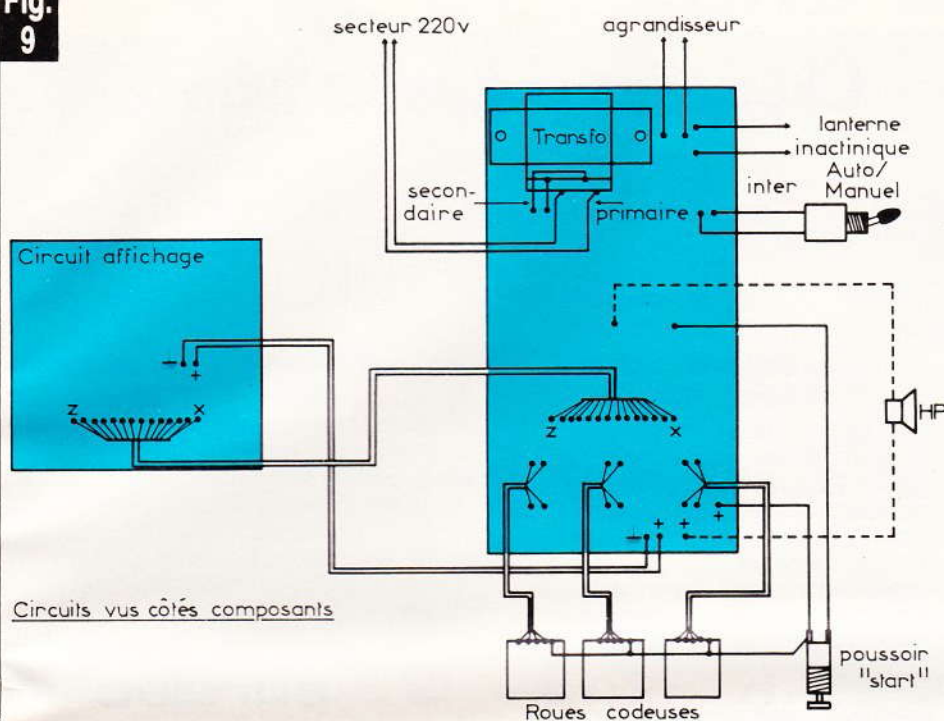 Fig.
9
secteur 220v
agrandisseur
Transfo
lanterne
inactinique
Auto/
Manuel
inter
secon-
daire
primaire
Circuit affichage
+
Z
X
HP
Z
X
+
+
+
Circuits vus côtés composants
poussoir
"start"
Roues codeuses